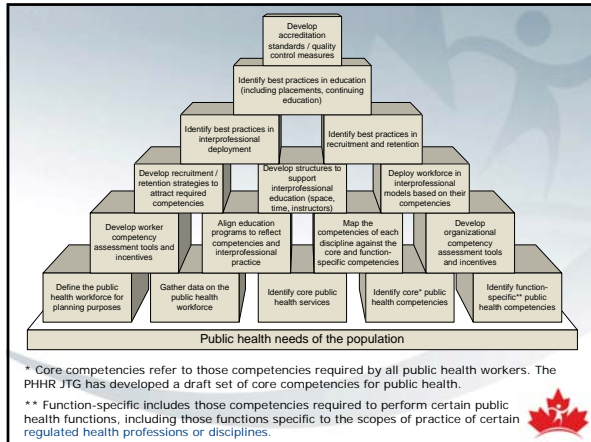 Develop
accreditation
standards / quality
control measures
Identify best practices in education
(including placements, continuing
education)
Identify best practices in
interprofessional
deployment
Identify best practices in
recruitment and retention
Develop recruitment /
retention strategies to
attract required
competencies
Develop structures to
support
interprofessional
education (space,
time, instructors)
Deploy workforce in
interprofessional
models based on their
competencies
Develop worker
competency
assessment tools and
incentives
Align education
programs to reflect
competencies and
interprofessional
practice
Map the
competencies of each
discipline against the
core and function-
specific competencies
Develop
organizational
competency
assessment tools
and incentives
Define the public
health workforce for
planning purposes
Gather data on the
public health
workforce
Identify core public
health services
Identify core* public
health competencies
Identify function-
specific** public
health competencies
Public health needs of the population
* Core competencies refer to those competencies required by all public health workers. The
PHHR JTG has developed a draft set of core competencies for public health.
** Function-specific includes those competencies required to perform certain public
health functions, including those functions specific to the scopes of practice of certain
regulated health professions or disciplines.